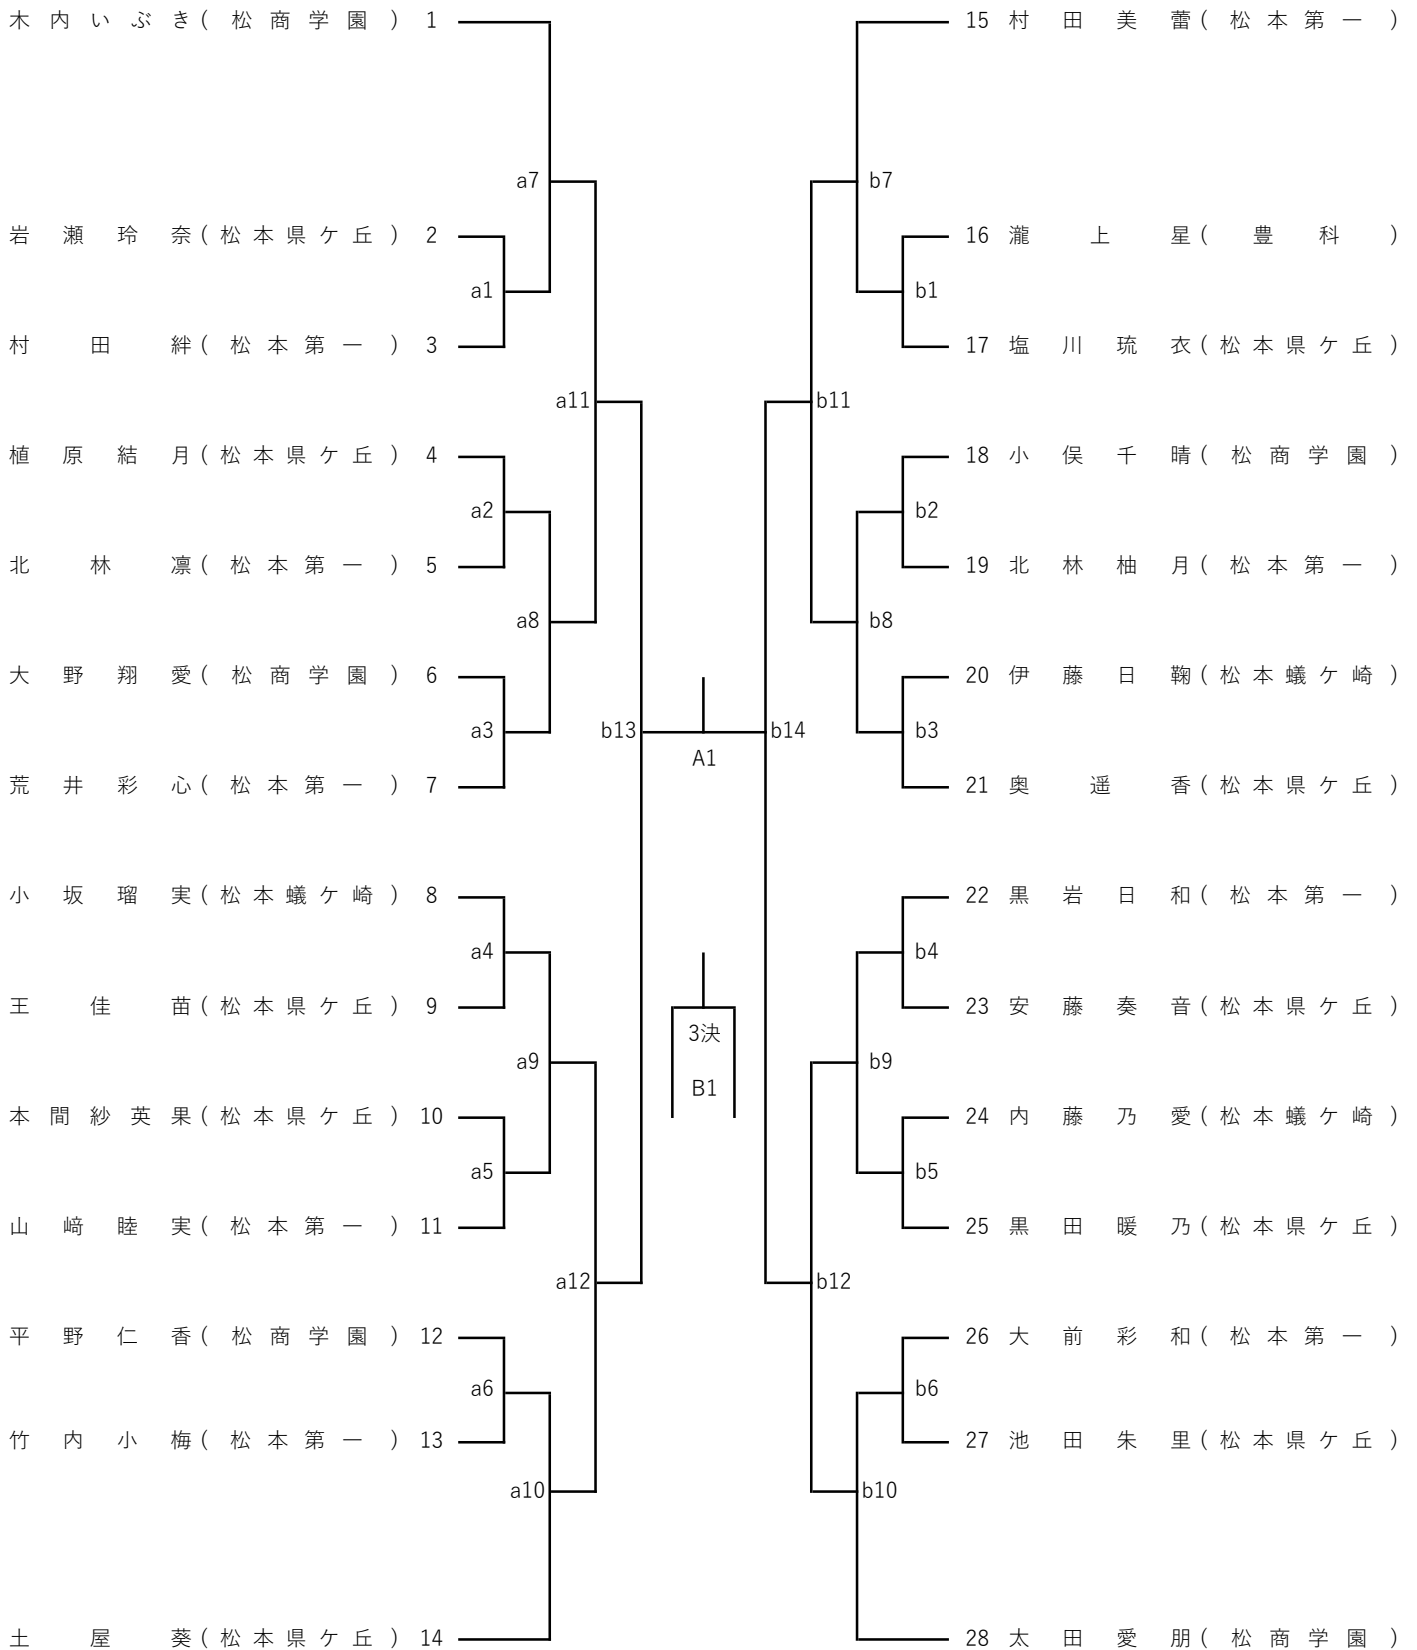 木内いぶき(松商学園) 1
15 村田美蕾(松本第一)
a7
b7
岩瀬玲奈(松本県ケ丘) 2
16 瀧上星(豊科)
a1
b1
村田絆(松本第一) 3
17 塩川琉衣(松本県ケ丘)
a11
b11
植原結月(松本県ケ丘) 4
18 小俣千晴(松商学園)
a2
b2
北林凛(松本第一) 5
19 北林柚月(松本第一)
a8
b8
大野翔愛(松商学園) 6
20 伊藤日鞠(松本蟻ケ崎)
a3
b13
b14
b3
A1
荒井彩心(松本第一) 7
21 奥遥香(松本県ケ丘)
小坂瑠実(松本蟻ケ崎) 8
22 黒岩日和(松本第一)
a4
b4
王佳苗(松本県ケ丘) 9
23 安藤奏音(松本県ケ丘)
3決
a9
b9
B1
本間紗英果(松本県ケ丘) 10
24 内藤乃愛(松本蟻ケ崎)
a5
b5
山﨑睦実(松本第一) 11
25 黒田暖乃(松本県ケ丘)
a12
b12
平野仁香(松商学園) 12
26 大前彩和(松本第一)
a6
b6
竹内小梅(松本第一) 13
27 池田朱里(松本県ケ丘)
a10
b10
土屋葵(松本県ケ丘) 14
28 太田愛朋(松商学園)